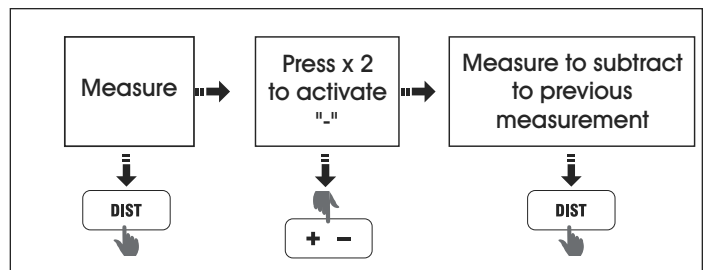 Measure
Press x 2
to activate
"-"
Measure to subtract
to previous
measurement
DIST
+ −
DIST